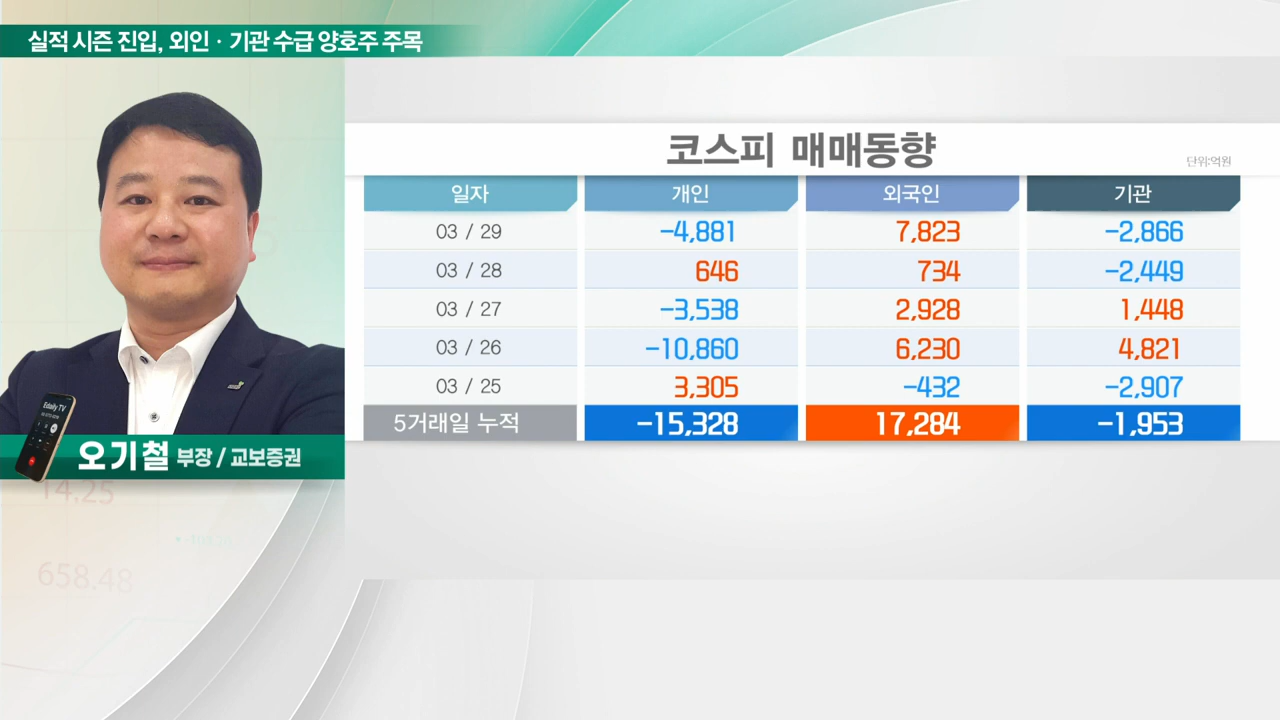 실적 시즌 진입, 외인 · 기관 수급 양호주 주목
코스피 매매동향
단위:억원
일자 개인 외국인 기관
03 / 29 -4,881 7,823 -2,866
03 / 28 646 734 -2,449
03 / 27 -3,538 2,928 1,448
03 / 26 -10,860 6,230 4,821
03 / 25 3,305 -432 -2,907
5거래일 누적 -15,328 17,284 -1,953
Edaily TV
오기철 부장 / 교보증권
14.25
658.48